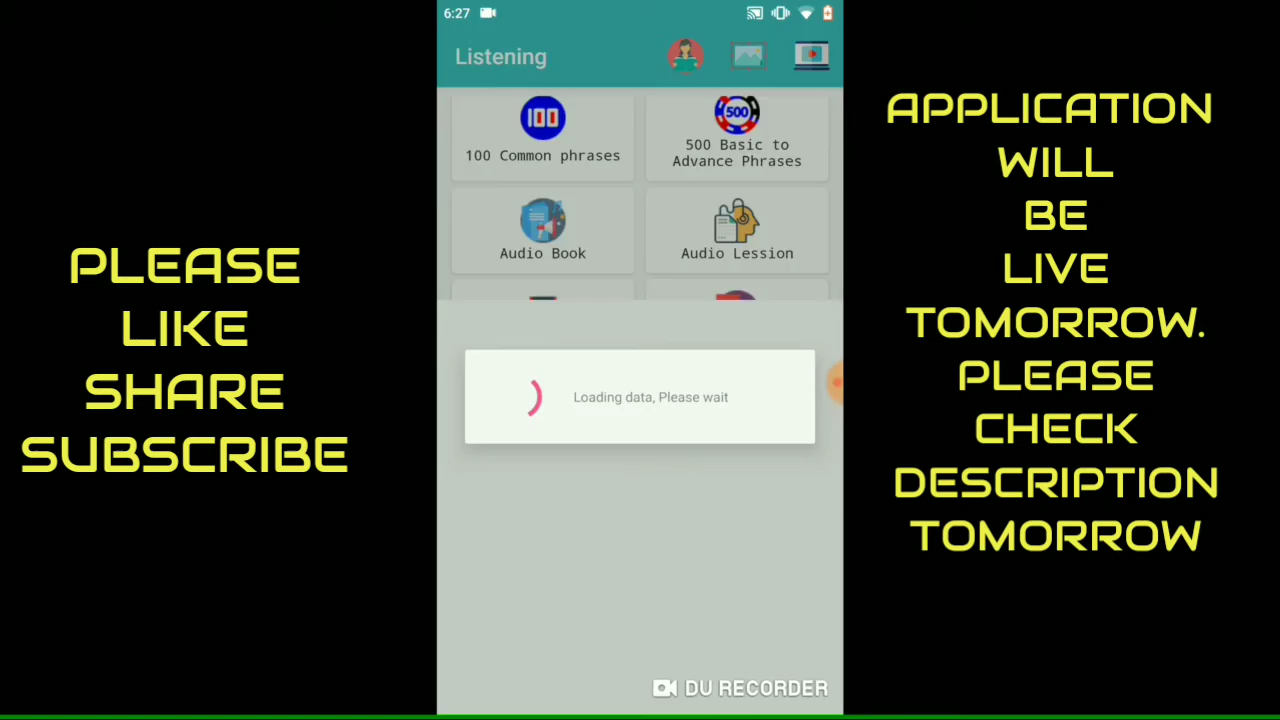 PLEASE
LIKE
SHARE
SUBSCRIBE
6:27
Listening
100
100 Common phrases
500
500 Basic to
Advance Phrases
Audio Book
Audio Lession
Loading data, Please wait
DU RECORDER
APPLICATION
WILL
BE
LIVE
TOMORROW.
PLEASE
CHECK
DESCRIPTION
TOMORROW